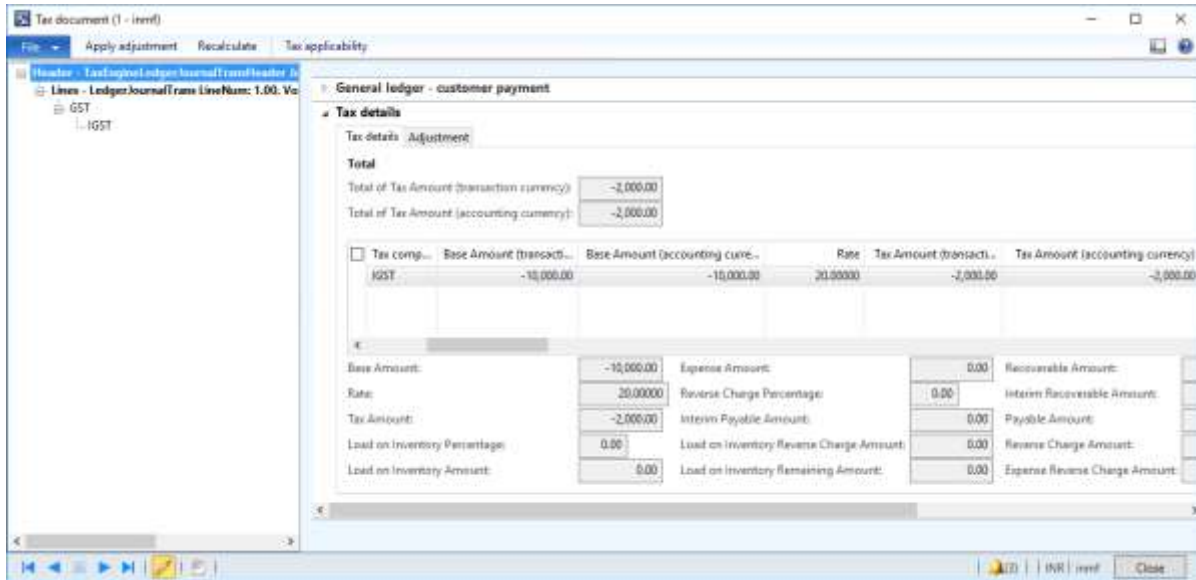 Tax document (1 - inmf)
File Apply adjustment Recalculate Tax applicability
Header - TaxEngineLedgerJournalTransHeader
Lines - LedgerJournalTrans LineNum: 1.00. Vo
GST
IGST
General ledger - customer payment
Tax details
Tax details Adjustment
Total
Total of Tax Amount (transaction currency): -2,000.00
Total of Tax Amount (accounting currency): -2,000.00
Tax comp... Base Amount (transacti... Base Amount (accounting curre... Rate Tax Amount (transacti... Tax Amount (accounting currency)
IGST -10,000.00 -10,000.00 20.00000 -2,000.00 -2,000.00
Base Amount: -10,000.00 Expense Amount: 0.00 Recoverable Amount:
Rate: 20.00000 Reverse Charge Percentage: 0.00 Interim Recoverable Amount:
Tax Amount: -2,000.00 Interim Payable Amount: 0.00 Payable Amount:
Load on Inventory Percentage: 0.00 Load on Inventory Reverse Charge Amount: 0.00 Reverse Charge Amount:
Load on Inventory Amount: 0.00 Load on Inventory Remaining Amount: 0.00 Expense Reverse Charge Amount:
INR inmf Close